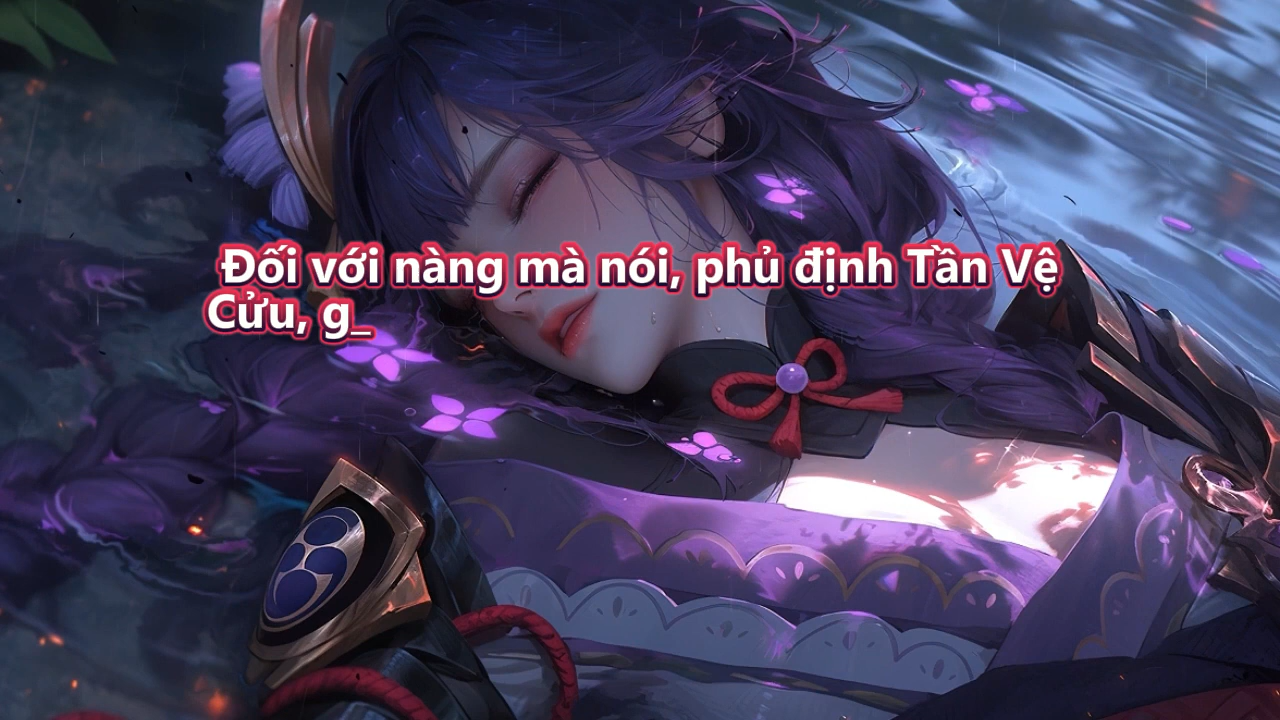 Đối với nàng mà nói, phủ định Tần Vệ
Cửu, g_